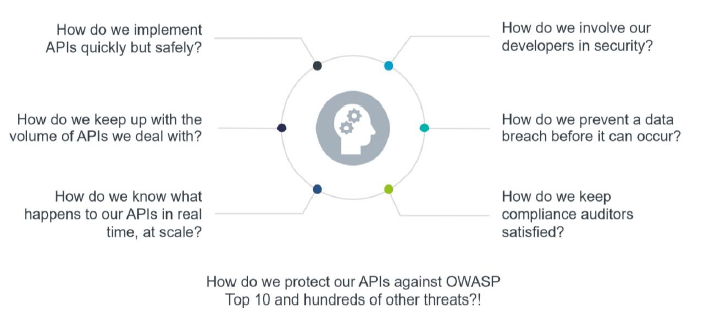 How do we implement
APIs quickly but safely?
How do we involve our
developers in security?
How do we keep up with the
volume of APIs we deal with?
How do we prevent a data
breach before it can occur?
How do we know what
happens to our APIs in real
time, at scale?
How do we keep
compliance auditors
satisfied?
How do we protect our APIs against OWASP
Top 10 and hundreds of other threats?!